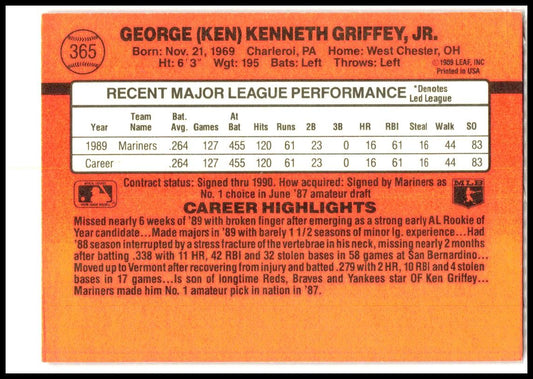 365
GEORGE (KEN) KENNETH GRIFFEY, JR.
Born: Nov. 21, 1969 Charleroi, PA Home: West Chester, OH
Ht: 6'3" Wgt: 195 Bats: Left Throws: Left
©1989 LEAF, INC
Printed in USA
RECENT MAJOR LEAGUE PERFORMANCE
*Denotes
Led League
Year Team Name Bat. Avg. Games At Bat Hits Runs 2B 3B HR RBI Steal Walk SO
1989 Mariners .264 127 455 120 61 23 0 16 61 16 44 83
Career .264 127 455 120 61 23 0 16 61 16 44 83
Contract status: Signed thru 1990. How acquired: Signed by Mariners as
No. 1 choice in June '87 amateur draft
MLB
CAREER HIGHLIGHTS
Missed nearly 6 weeks of '89 with broken finger after emerging as a strong early AL Rookie of
Year candidate...Made majors in '89 with barely 1 1/2 seasons of minor lg. experience...Had
'88 season interrupted by a stress fracture of the vertebrae in his neck, missing nearly 2 months
after batting .338 with 11 HR, 42 RBI and 32 stolen bases in 58 games at San Bernardino...
Moved up to Vermont after recovering from injury and batted .279 with 2 HR, 10 RBI and 4 stolen
bases in 17 games...Is son of longtime Reds, Braves and Yankees star OF Ken Griffey...
Mariners made him No. 1 amateur pick in nation in '87.